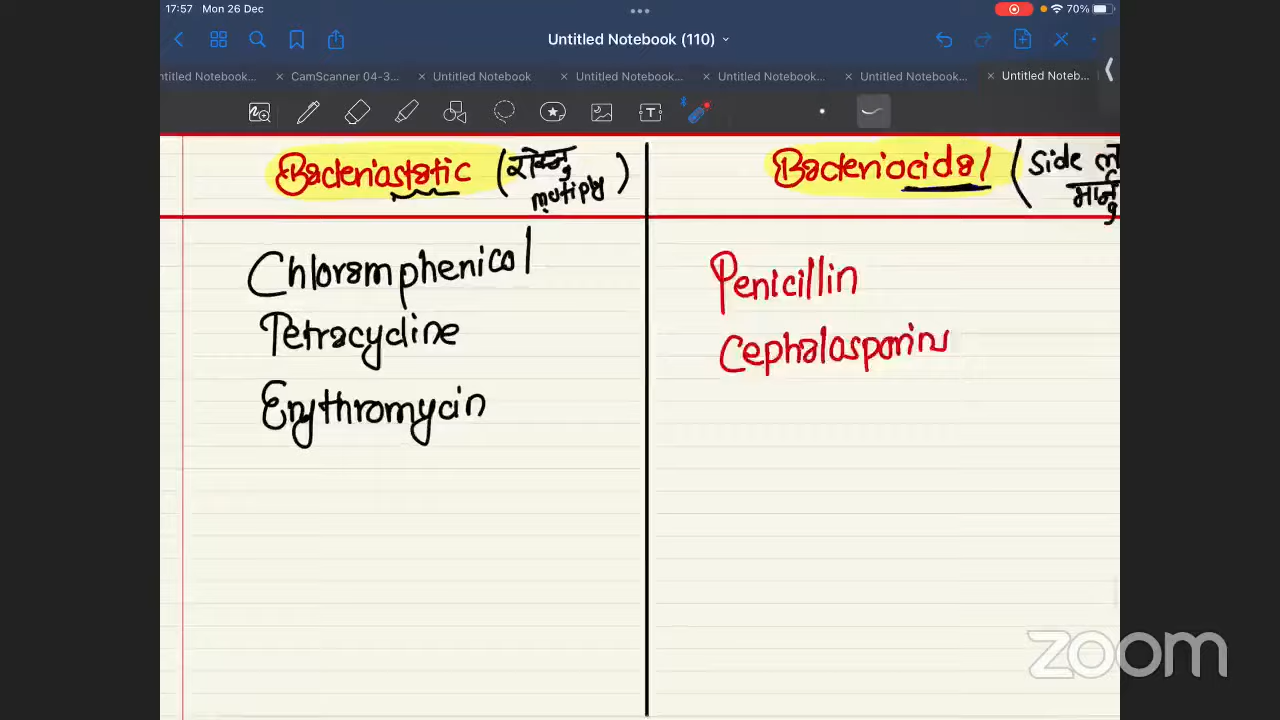 17:57 Mon 26 Dec
70%
Untitled Notebook (110)
ntitled Notebook...
CamScanner 04-3...
Untitled Notebook
Untitled Notebook...
Untitled Notebook...
Untitled Notebook...
Untitled Noteb...
Bacteriostatic (रोक्नु
mutiply)
Bacteriocidal (Side ल
मार्नु
Chloramphenicol
Tetracycline
Erythromycin
Penicillin
Cephalosporins
zoom